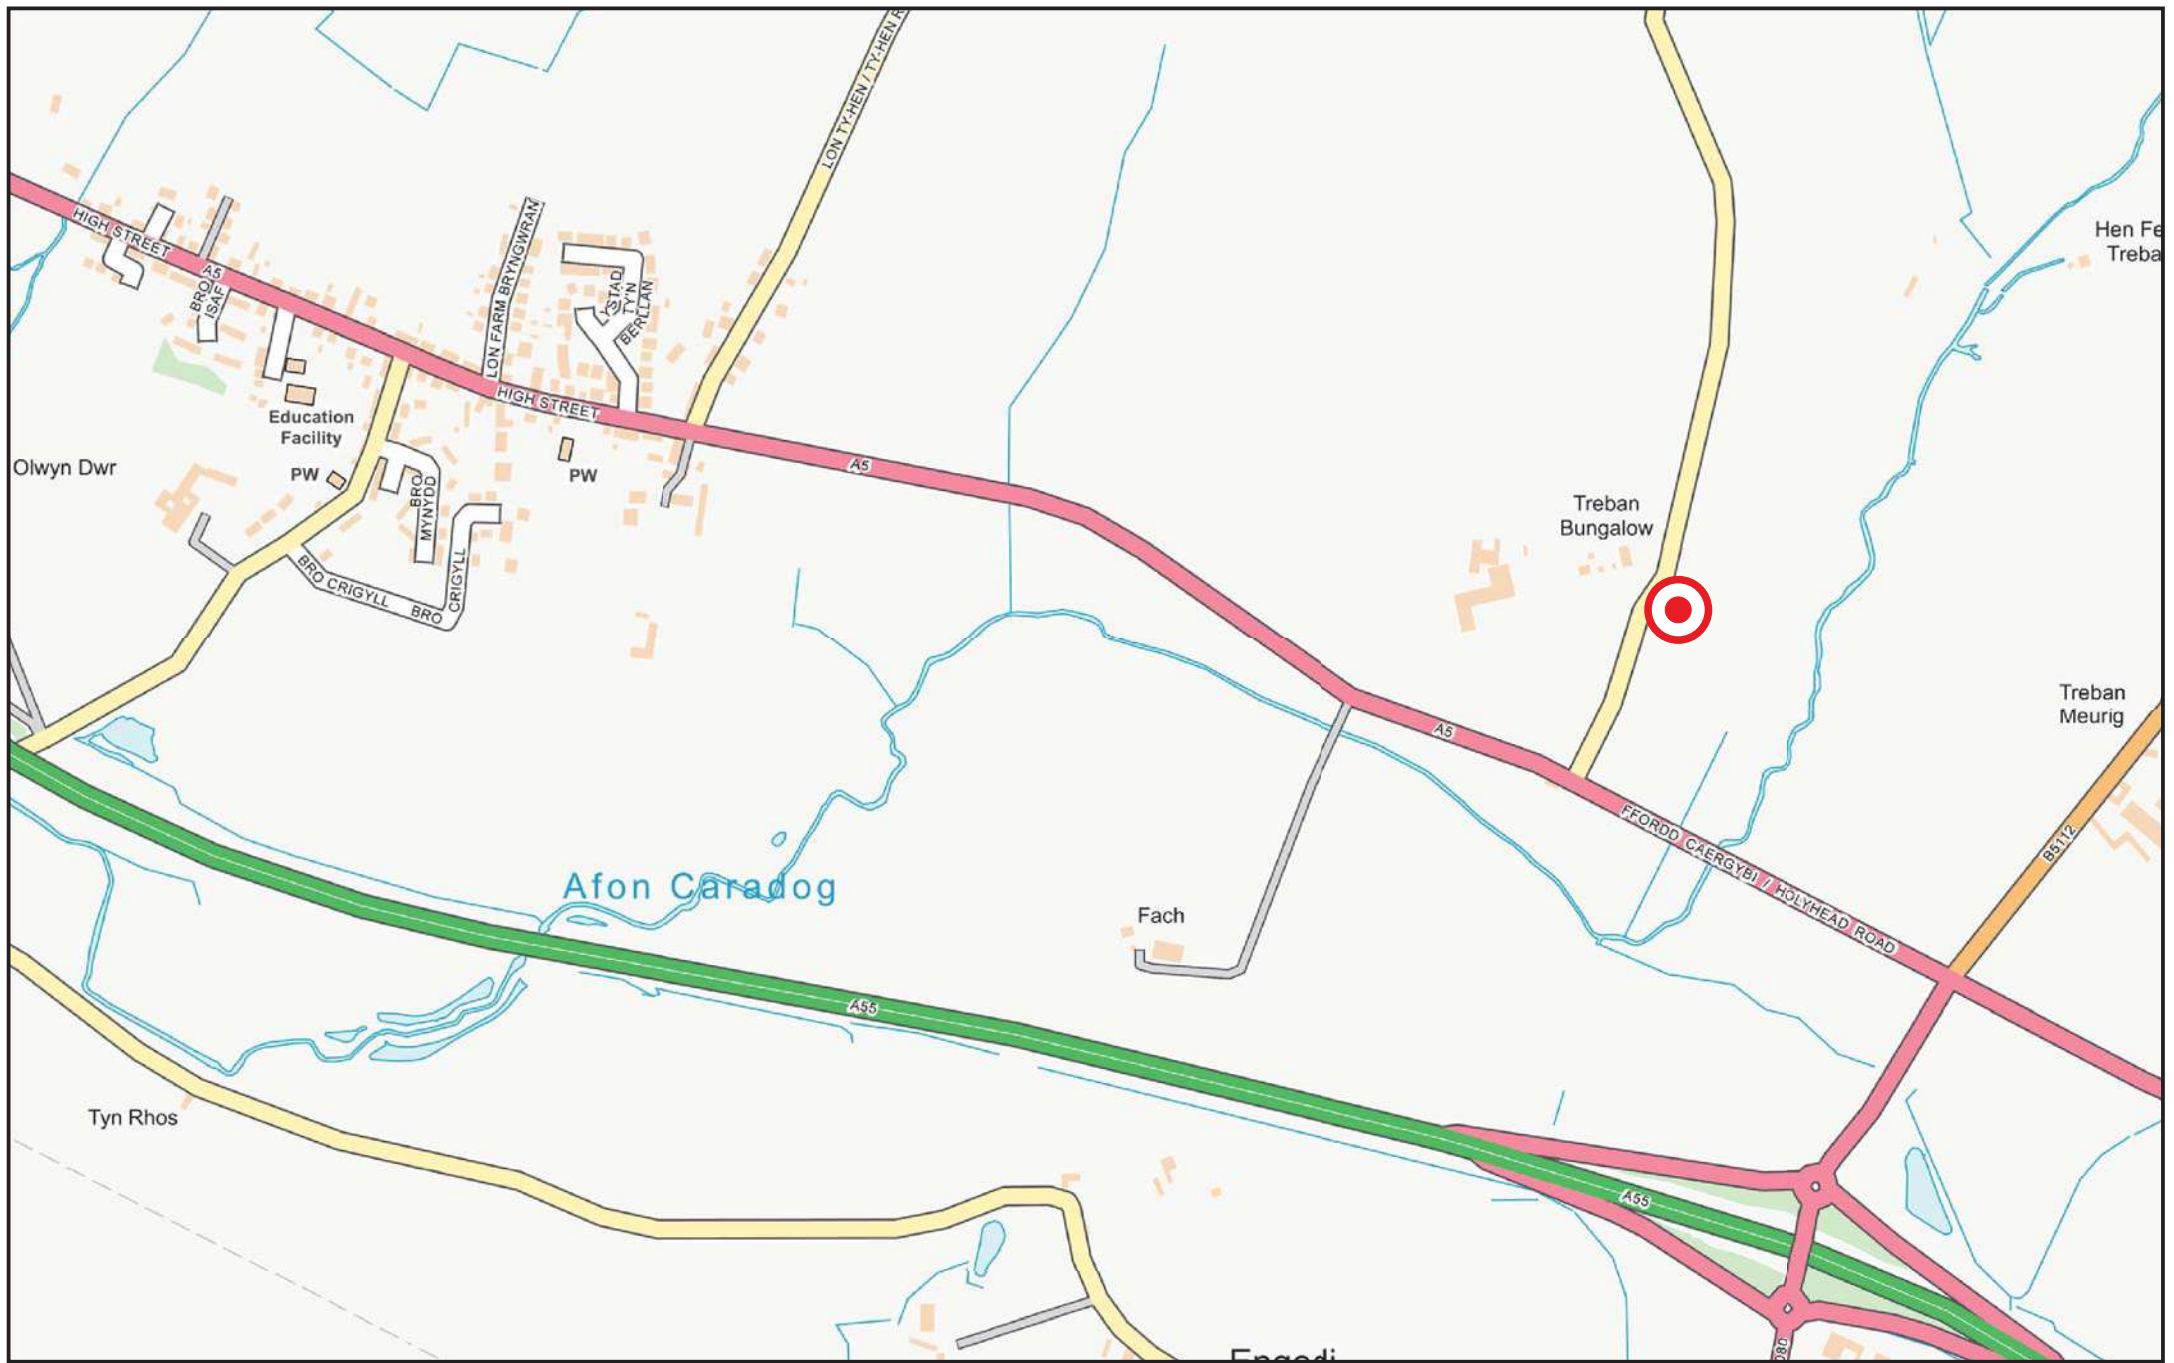 LON TY-HEN / TY-HEN R
HIGH STREET
A5
BRO
ISAF
LON FARM BRYNGWRAN
YSTAD
TY'N
BERLLAN
HIGH STREET
Hen Fe
Treba
Education
Facility
Olwyn Dwr
PW
PW
A5
BRO
MYNYDD
BRO CRIGYLL
BRO
CRIGYLL
Treban
Bungalow
Treban
Meurig
A5
FFORDD CAERGYBI / HOLYHEAD ROAD
B5112
Afon Caradog
Fach
A55
Tyn Rhos
A55
Engedi